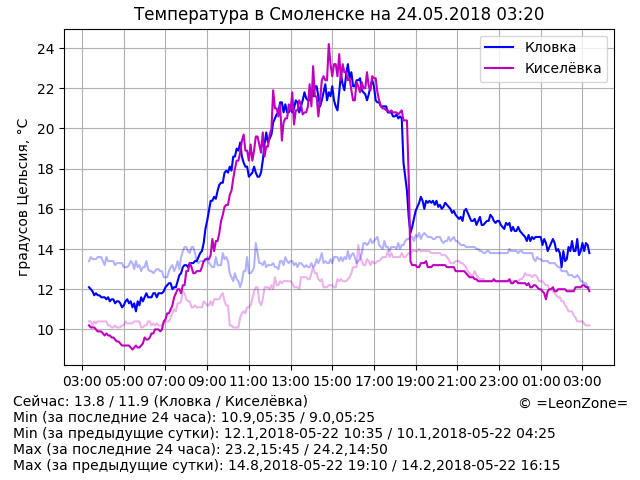 Температура в Смоленске на 24.05.2018 03:20
Кловка
Киселёвка
градусов Цельсия, °C
24
22
20
18
16
14
12
10
03:00 05:00 07:00 09:00 11:00 13:00 15:00 17:00 19:00 21:00 23:00 01:00 03:00
Сейчас: 13.8 / 11.9 (Кловка / Киселёвка)
© =LeonZone=
Min (за последние 24 часа): 10.9,05:35 / 9.0,05:25
Min (за предыдущие сутки): 12.1,2018-05-22 10:35 / 10.1,2018-05-22 04:25
Max (за последние 24 часа): 23.2,15:45 / 24.2,14:50
Max (за предыдущие сутки): 14.8,2018-05-22 19:10 / 14.2,2018-05-22 16:15